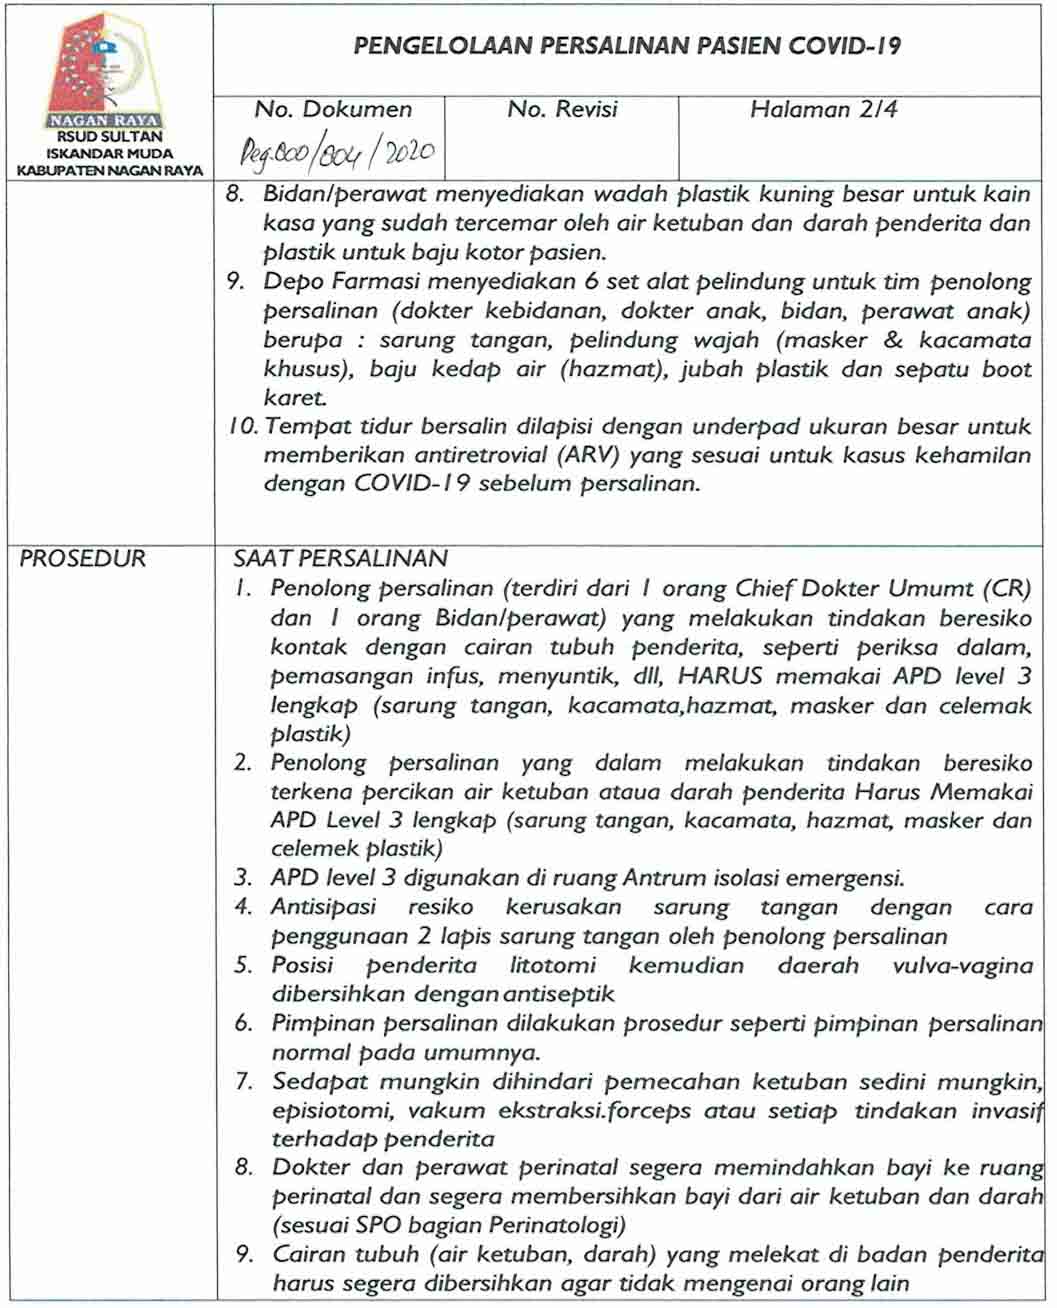 PENGELOLAAN PERSALINAN PASIEN COVID-19
NAGAN RAYA
RSUD SULTAN
ISKANDAR MUDA
KABUPATEN NAGAN RAYA
No. Dokumen
Peg.800/804/2020
No. Revisi
Halaman 2/4
8. Bidan/perawat menyediakan wadah plastik kuning besar untuk kain
kasa yang sudah tercemar oleh air ketuban dan darah penderita dan
plastik untuk baju kotor pasien.
9. Depo Farmasi menyediakan 6 set alat pelindung untuk tim penolong
persalinan (dokter kebidanan, dokter anak, bidan, perawat anak)
berupa : sarung tangan, pelindung wajah (masker & kacamata
khusus), baju kedap air (hazmat), jubah plastik dan sepatu boot
karet.
10. Tempat tidur bersalin dilapisi dengan underpad ukuran besar untuk
memberikan antiretrovial (ARV) yang sesuai untuk kasus kehamilan
dengan COVID-19 sebelum persalinan.
PROSEDUR
SAAT PERSALINAN
1. Penolong persalinan (terdiri dari 1 orang Chief Dokter Umumt (CR)
dan 1 orang Bidan/perawat) yang melakukan tindakan beresiko
kontak dengan cairan tubuh penderita, seperti periksa dalam,
pemasangan infus, menyuntik, dll, HARUS memakai APD level 3
lengkap (sarung tangan, kacamata,hazmat, masker dan celemak
plastik)
2. Penolong persalinan yang dalam melakukan tindakan beresiko
terkena percikan air ketuban ataua darah penderita Harus Memakai
APD Level 3 lengkap (sarung tangan, kacamata, hazmat, masker dan
celemek plastik)
3. APD level 3 digunakan di ruang Antrum isolasi emergensi.
4. Antisipasi resiko kerusakan sarung tangan dengan cara
penggunaan 2 lapis sarung tangan oleh penolong persalinan
5. Posisi penderita litotomi kemudian daerah vulva-vagina
dibersihkan dengan antiseptik
6. Pimpinan persalinan dilakukan prosedur seperti pimpinan persalinan
normal pada umumnya.
7. Sedapat mungkin dihindari pemecahan ketuban sedini mungkin,
episiotomi, vakum ekstraksi.forceps atau setiap tindakan invasif
terhadap penderita
8. Dokter dan perawat perinatal segera memindahkan bayi ke ruang
perinatal dan segera membersihkan bayi dari air ketuban dan darah
(sesuai SPO bagian Perinatologi)
9. Cairan tubuh (air ketuban, darah) yang melekat di badan penderita
harus segera dibersihkan agar tidak mengenai orang lain